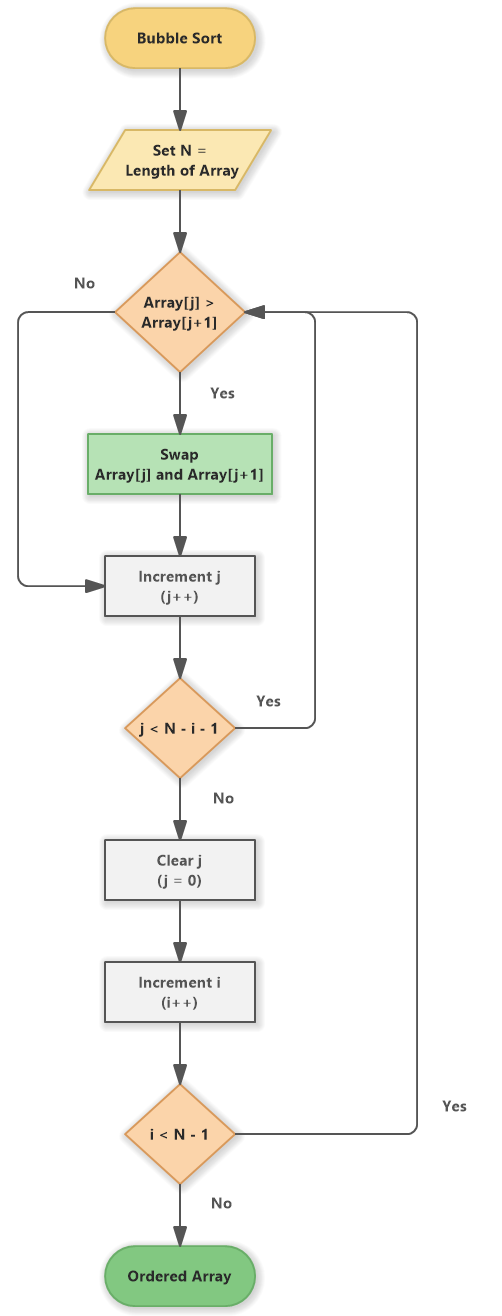 Bubble Sort
Set N =
Length of Array
No
Array[j] >
Array[j+1]
Yes
Swap
Array[j] and Array[j+1]
Increment j
(j++)
Yes
j < N - i - 1
No
Clear j
(j = 0)
Increment i
(i++)
Yes
i < N - 1
No
Ordered Array